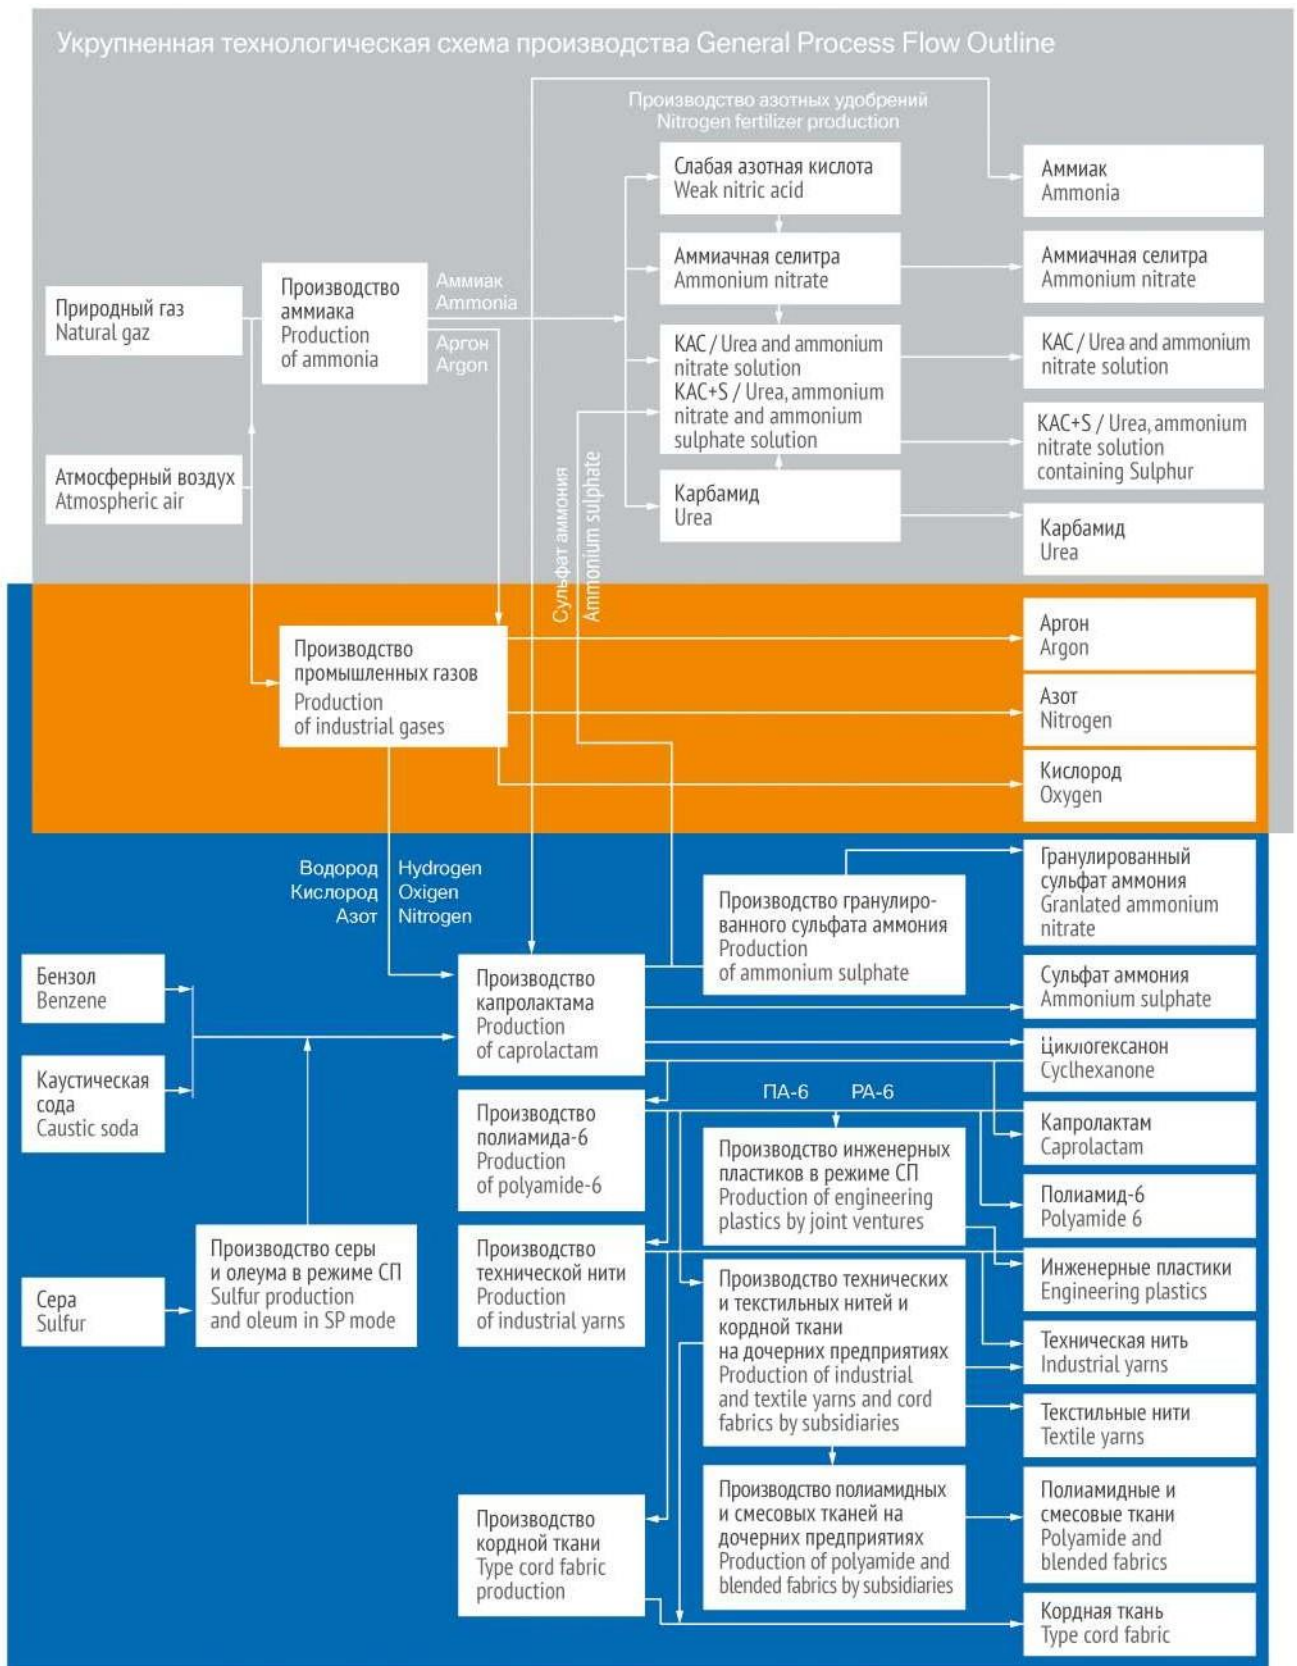 Укрупненная технологическая схема производства General Process Flow Outline
Производство азотных удобрений
Nitrogen fertilizer production
Слабая азотная кислота
Weak nitric acid
Аммиак
Ammonia
Аммиачная селитра
Ammonium nitrate
Аммиачная селитра
Ammonium nitrate
Природный газ
Natural gaz
Производство
аммиака
Production
of ammonia
Аммиак
Ammonia
Аргон
Argon
КАС / Urea and ammonium
nitrate solution
КАС+S / Urea, ammonium
nitrate and ammonium
sulphate solution
КАС / Urea and ammonium
nitrate solution
КАС+S / Urea, ammonium
nitrate solution
containing Sulphur
Атмосферный воздух
Atmospheric air
Сульфат аммония
Ammonium sulphate
Карбамид
Urea
Карбамид
Urea
Производство
промышленных газов
Production
of industrial gases
Аргон
Argon
Азот
Nitrogen
Кислород
Oxygen
Водород
Кислород
Азот
Hydrogen
Oxigen
Nitrogen
Производство гранулиро-
ванного сульфата аммония
Production
of ammonium sulphate
Гранулированный
сульфат аммония
Granlated ammonium
nitrate
Бензол
Benzene
Производство
капролактама
Production
of caprolactam
Сульфат аммония
Ammonium sulphate
Циклогексанон
Cyclhexanone
Каустическая
сода
Caustic soda
ПА-6 PA-6
Производство
полиамида-6
Production
of polyamide-6
Производство инженерных
пластиков в режиме СП
Production of engineering
plastics by joint ventures
Капролактам
Caprolactam
Полиамид-6
Polyamide 6
Сера
Sulfur
Производство серы
и олеума в режиме СП
Sulfur production
and oleum in SP mode
Производство
технической нити
Production
of industrial yarns
Производство технических
и текстильных нитей и
кордной ткани
на дочерних предприятиях
Production of industrial
and textile yarns and cord
fabrics by subsidiaries
Инженерные пластики
Engineering plastics
Техническая нить
Industrial yarns
Текстильные нити
Textile yarns
Производство
кордной ткани
Type cord fabric
production
Производство полиамидных
и смесовых тканей на
дочерних предприятиях
Production of polyamide and
blended fabrics by subsidiaries
Полиамидные и
смесовые ткани
Polyamide and
blended fabrics
Кордная ткань
Type cord fabric